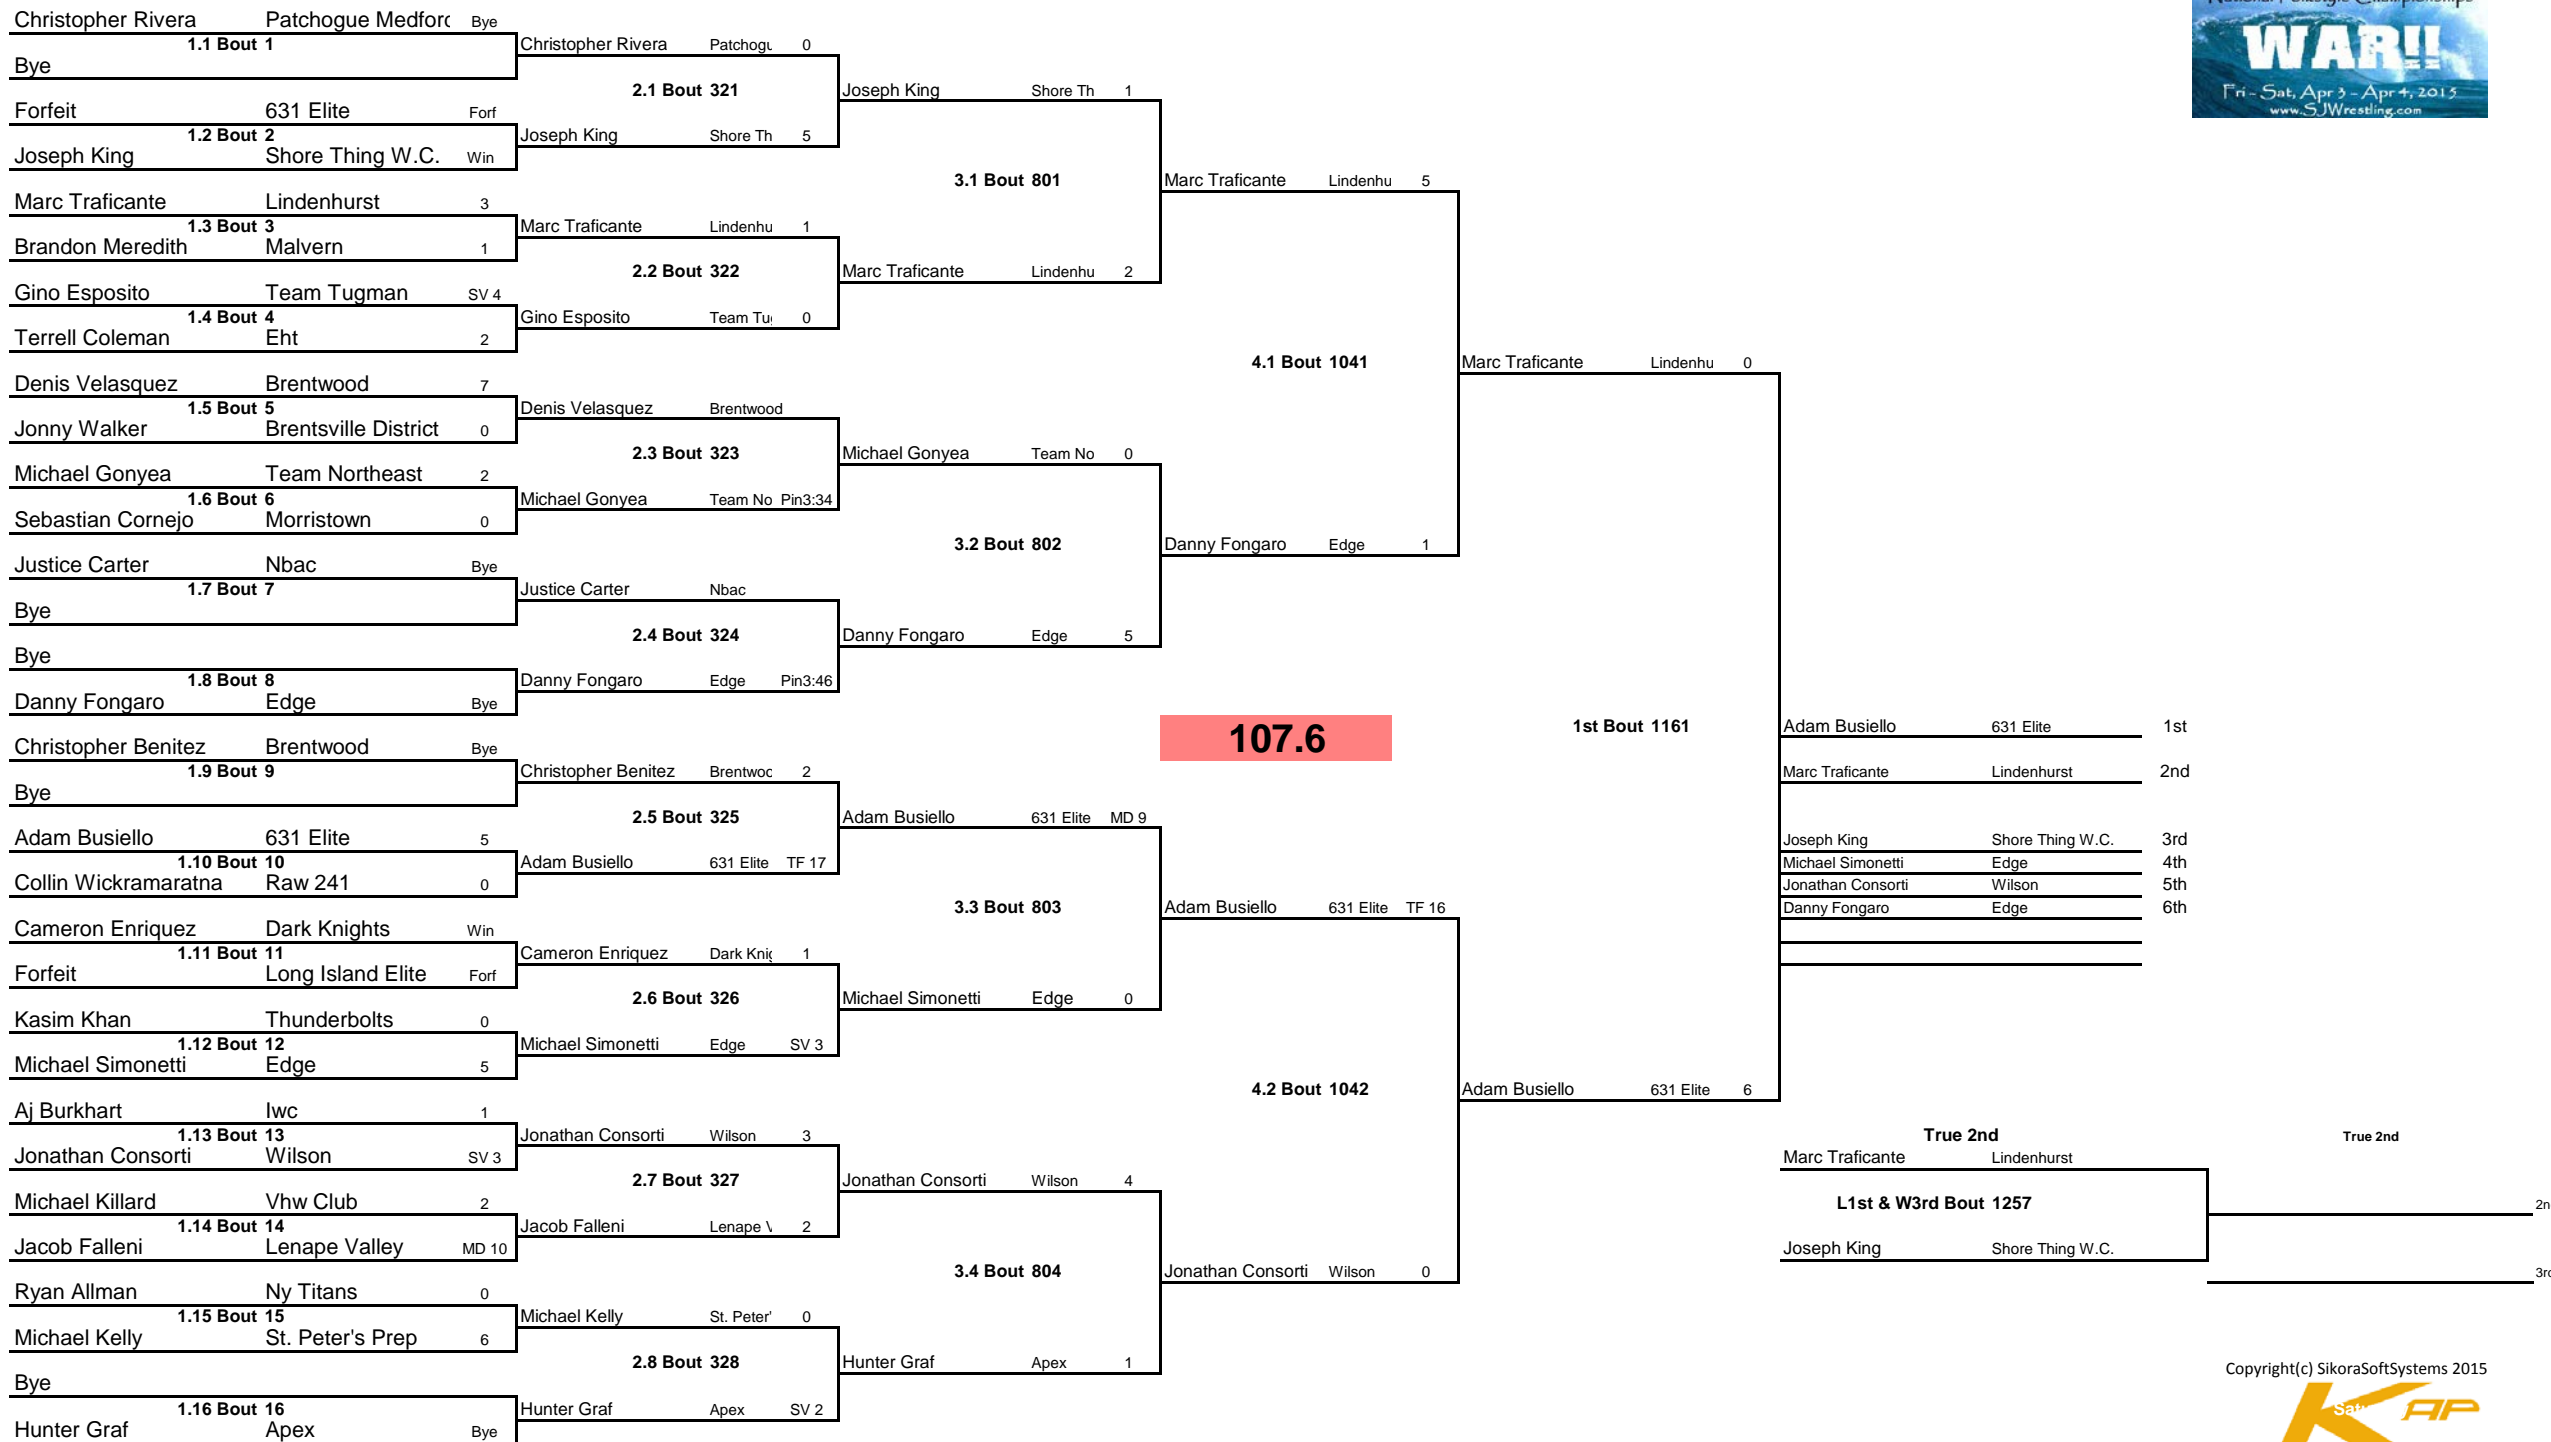 Christopher Rivera Patchogue Medford Bye
1.1 Bout 1
Bye
Forfeit 631 Elite Forf
1.2 Bout 2
Joseph King Shore Thing W.C. Win
Marc Traficante Lindenhurst 3
1.3 Bout 3
Brandon Meredith Malvern 1
Gino Esposito Team Tugman SV 4
1.4 Bout 4
Terrell Coleman Eht 2
Denis Velasquez Brentwood 7
1.5 Bout 5
Jonny Walker Brentsville District 0
Michael Gonyea Team Northeast 2
1.6 Bout 6
Sebastian Cornejo Morristown 0
Justice Carter Nbac Bye
1.7 Bout 7
Bye
Bye
1.8 Bout 8
Danny Fongaro Edge Bye
Christopher Benitez Brentwood Bye
1.9 Bout 9
Bye
Adam Busiello 631 Elite 5
1.10 Bout 10
Collin Wickramaratna Raw 241 0
Cameron Enriquez Dark Knights Win
1.11 Bout 11
Forfeit Long Island Elite Forf
Kasim Khan Thunderbolts 0
1.12 Bout 12
Michael Simonetti Edge 5
Aj Burkhart Iwc 1
1.13 Bout 13
Jonathan Consorti Wilson SV 3
Michael Killard Vhw Club 2
1.14 Bout 14
Jacob Falleni Lenape Valley MD 10
Ryan Allman Ny Titans 0
1.15 Bout 15
Michael Kelly St. Peter's Prep 6
Bye
1.16 Bout 16
Hunter Graf Apex Bye
Christopher Rivera Patchogu 0
2.1 Bout 321
Joseph King Shore Th 5
Marc Traficante Lindenhu 1
2.2 Bout 322
Gino Esposito Team Tug 0
Denis Velasquez Brentwood
2.3 Bout 323
Michael Gonyea Team No Pin3:34
Justice Carter Nbac
2.4 Bout 324
Danny Fongaro Edge Pin3:46
Christopher Benitez Brentwoo 2
2.5 Bout 325
Adam Busiello 631 Elite TF 17
Cameron Enriquez Dark Knig 1
2.6 Bout 326
Michael Simonetti Edge SV 3
Jonathan Consorti Wilson 3
2.7 Bout 327
Jacob Falleni Lenape V 2
Michael Kelly St. Peter' 0
2.8 Bout 328
Hunter Graf Apex SV 2
Joseph King Shore Th 1
3.1 Bout 801
Marc Traficante Lindenhu 2
Michael Gonyea Team No 0
3.2 Bout 802
Danny Fongaro Edge 5
107.6
Adam Busiello 631 Elite MD 9
3.3 Bout 803
Michael Simonetti Edge 0
Jonathan Consorti Wilson 4
3.4 Bout 804
Hunter Graf Apex 1
Marc Traficante Lindenhu 5
4.1 Bout 1041
Danny Fongaro Edge 1
Adam Busiello 631 Elite TF 16
4.2 Bout 1042
Jonathan Consorti Wilson 0
Marc Traficante Lindenhu 0
1st Bout 1161
Adam Busiello 631 Elite 6
WAR!!
Fri - Sat, Apr 3 - Apr 4, 2015
www.SJWrestling.com
Adam Busiello 631 Elite 1st
Marc Traficante Lindenhurst 2nd
Joseph King Shore Thing W.C. 3rd
Michael Simonetti Edge 4th
Jonathan Consorti Wilson 5th
Danny Fongaro Edge 6th
True 2nd True 2nd
Marc Traficante Lindenhurst
L1st & W3rd Bout 1257
2n
Joseph King Shore Thing W.C.
Copyright(c) SikoraSoftSystems 2015